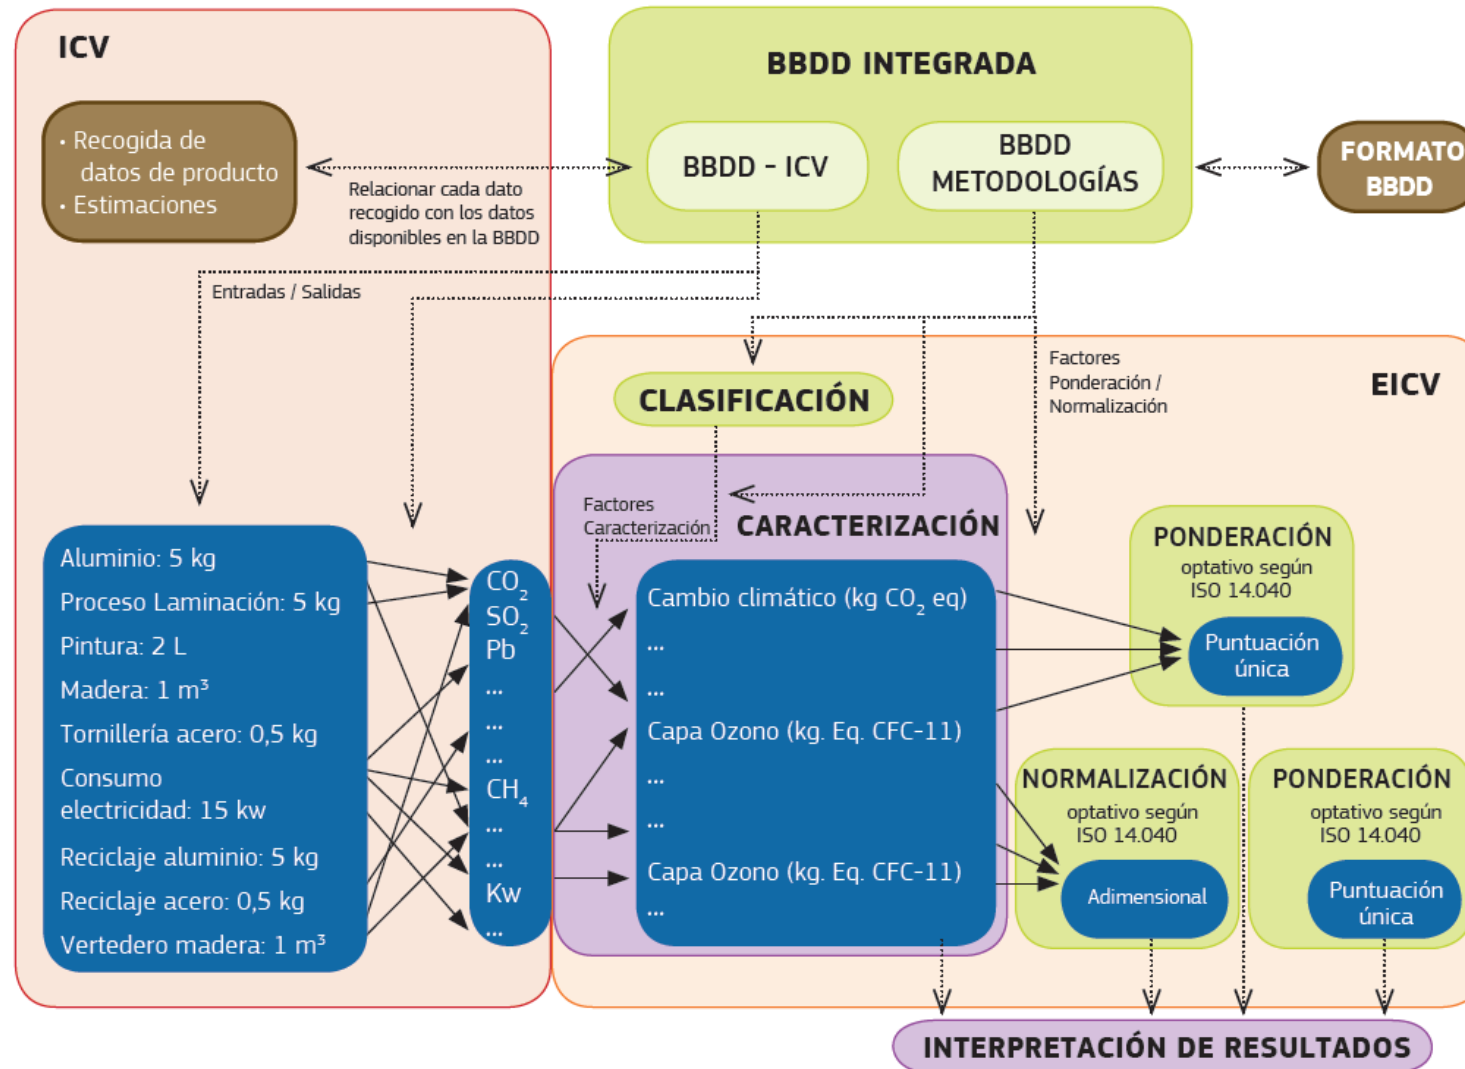 ICV
BBDD INTEGRADA
• Recogida de
datos de producto
• Estimaciones
Relacionar cada dato
recogido con los datos
disponibles en la BBDD
BBDD - ICV
BBDD
METODOLOGÍAS
FORMATO
BBDD
Entradas / Salidas
CLASIFICACIÓN
Factores
Ponderación /
Normalización
EICV
Factores
Caracterización
CARACTERIZACIÓN
Aluminio: 5 kg
Proceso Laminación: 5 kg
Pintura: 2 L
Madera: 1 m³
Tornillería acero: 0,5 kg
Consumo
electricidad: 15 kw
Reciclaje aluminio: 5 kg
Reciclaje acero: 0,5 kg
Vertedero madera: 1 m³
CO₂
SO₂
Pb
...
...
...
CH₄
...
...
Kw
...
Cambio climático (kg CO₂ eq)
...
...
Capa Ozono (kg. Eq. CFC-11)
...
...
Capa Ozono (kg. Eq. CFC-11)
...
PONDERACIÓN
optativo según
ISO 14.040
Puntuación
única
NORMALIZACIÓN
optativo según
ISO 14.040
Adimensional
PONDERACIÓN
optativo según
ISO 14.040
Puntuación
única
INTERPRETACIÓN DE RESULTADOS